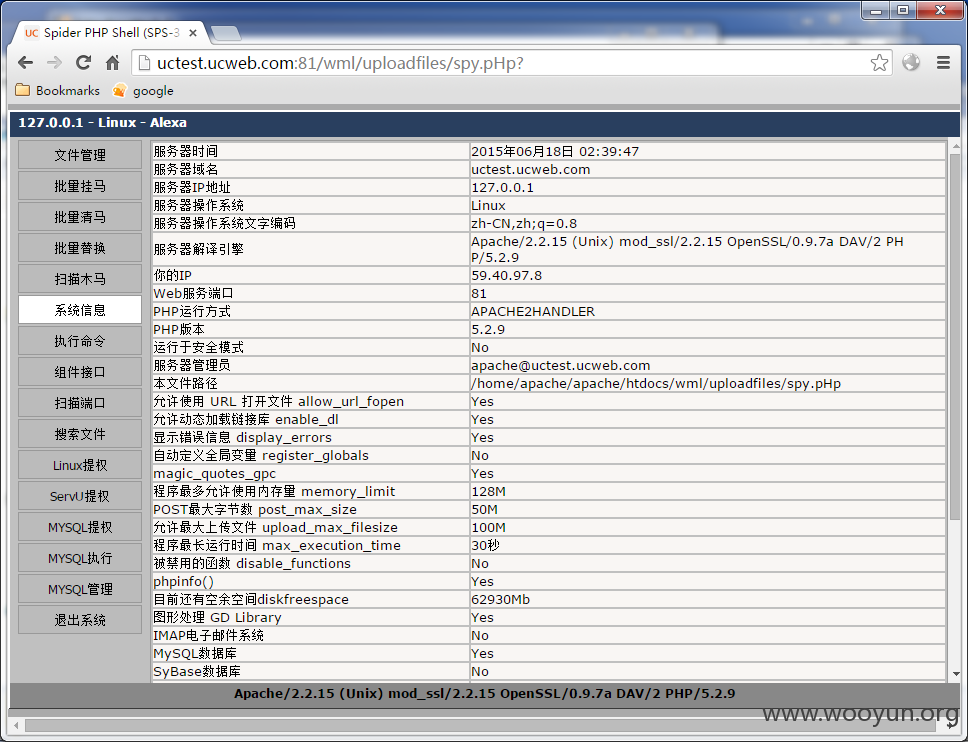 UC Spider PHP Shell (SPS-3
uctest.ucweb.com:81/wml/uploadfiles/spy.pHp?
Bookmarks google
127.0.0.1 - Linux - Alexa
文件管理
批量挂马
批量清马
批量替换
扫描木马
系统信息
执行命令
组件接口
扫描端口
搜索文件
Linux提权
ServU提权
MYSQL提权
MYSQL执行
MYSQL管理
退出系统
服务器时间 2015年06月18日 02:39:47
服务器域名 uctest.ucweb.com
服务器IP地址 127.0.0.1
服务器操作系统 Linux
服务器操作系统文字编码 zh-CN,zh;q=0.8
服务器解译引擎 Apache/2.2.15 (Unix) mod_ssl/2.2.15 OpenSSL/0.9.7a DAV/2 PH
P/5.2.9
你的IP 59.40.97.8
Web服务端口 81
PHP运行方式 APACHE2HANDLER
PHP版本 5.2.9
运行于安全模式 No
服务器管理员 apache@uctest.ucweb.com
本文件路径 /home/apache/apache/htdocs/wml/uploadfiles/spy.pHp
允许使用 URL 打开文件 allow_url_fopen Yes
允许动态加载链接库 enable_dl Yes
显示错误信息 display_errors Yes
自动定义全局变量 register_globals No
magic_quotes_gpc Yes
程序最多允许使用内存量 memory_limit 128M
POST最大字节数 post_max_size 50M
允许最大上传文件 upload_max_filesize 100M
程序最长运行时间 max_execution_time 30秒
被禁用的函数 disable_functions No
phpinfo() Yes
目前还有空余空间diskfreespace 62930Mb
图形处理 GD Library Yes
IMAP电子邮件系统 No
MySQL数据库 Yes
SyBase数据库 No
Apache/2.2.15 (Unix) mod_ssl/2.2.15 OpenSSL/0.9.7a DAV/2 PHP/5.2.9
www.wooyun.org